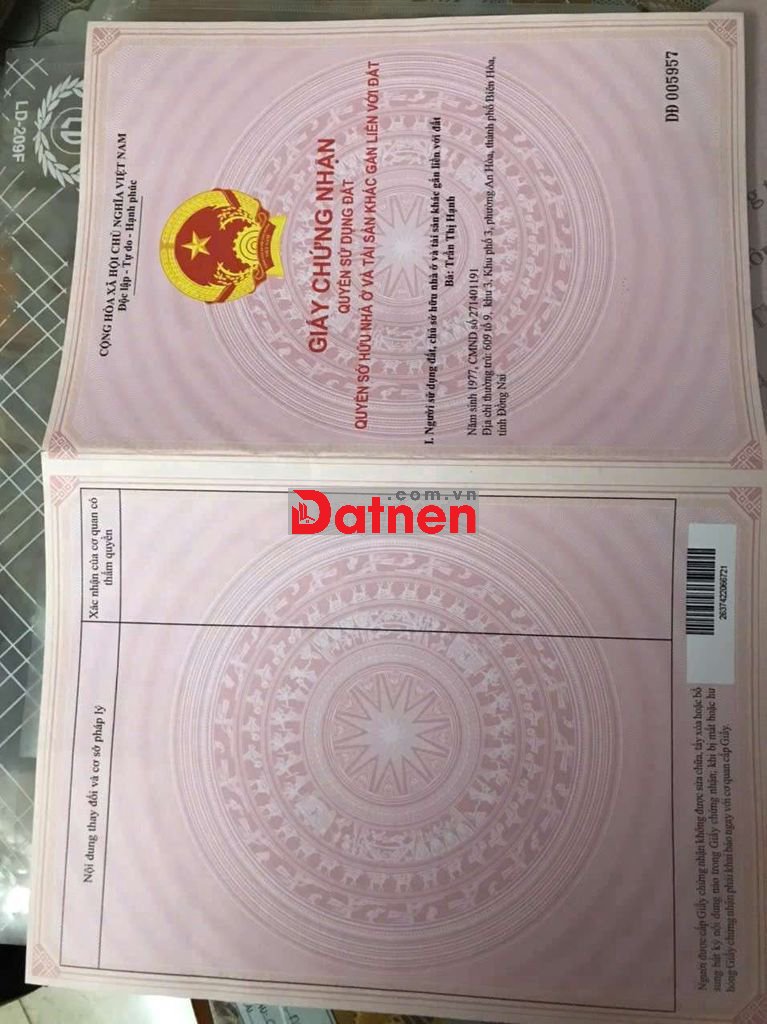 CỘNG HÒA XÃ HỘI CHỦ NGHĨA VIỆT NAM
Độc lập - Tự do - Hạnh phúc
GIẤY CHỨNG NHẬN
QUYỀN SỬ DỤNG ĐẤT
QUYỀN SỞ HỮU NHÀ Ở VÀ TÀI SẢN KHÁC GẮN LIỀN VỚI ĐẤT
I. Người sử dụng đất, chủ sở hữu nhà ở và tài sản khác gắn liền với đất
Bà: Trần Thị Hạnh
Năm sinh 1977, CMND số 271401191
Địa chỉ thường trú: 609 tổ 9, khu 3, Khu phố 3, phường An Hòa, thành phố Biên Hòa,
tỉnh Đồng Nai
DĐ 005957
Nội dung thay đổi và cơ sở pháp lý
Xác nhận của cơ quan có
thẩm quyền
Người được cấp Giấy chứng nhận không được sửa chữa, tẩy xóa hoặc bổ
sung bất kỳ nội dung nào trong Giấy chứng nhận; khi bị mất hoặc hư
hỏng Giấy chứng nhận phải khai báo ngay với cơ quan cấp Giấy.
2637422066721
Datnen
.com.vn
LD-209F
LD